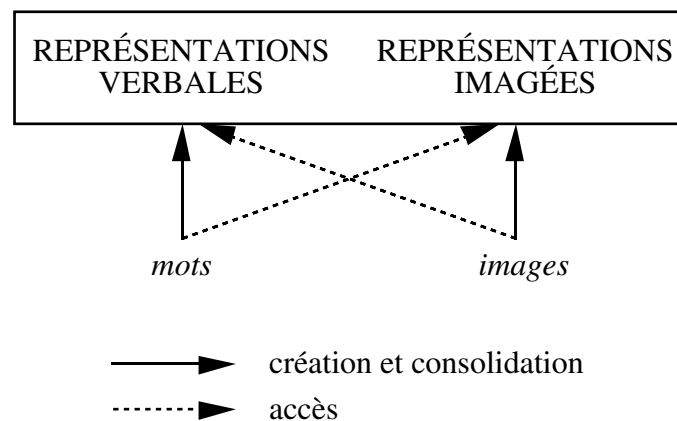 REPRÉSENTATIONS VERBALES
REPRÉSENTATIONS IMAGÉES
mots
images
création et consolidation
accès